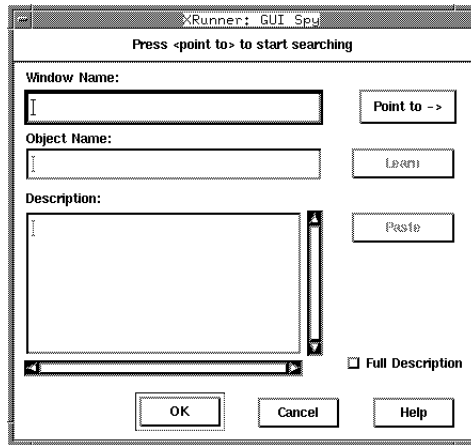 XRunner: GUI Spy
Press <point to> to start searching
Window Name:
Point to ->
Object Name:
Learn
Description:
Paste
Full Description
OK
Cancel
Help